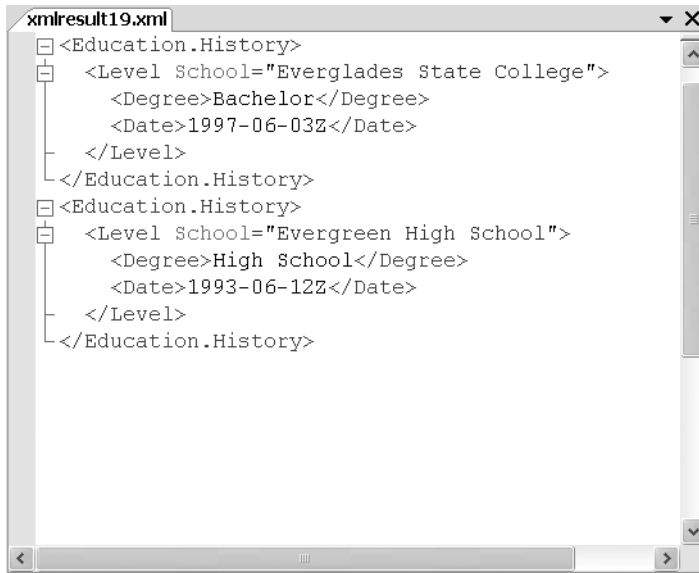 xmlresult19.xml
<Education.History>
<Level School="Everglades State College">
<Degree>Bachelor</Degree>
<Date>1997-06-03Z</Date>
</Level>
</Education.History>
<Education.History>
<Level School="Evergreen High School">
<Degree>High School</Degree>
<Date>1993-06-12Z</Date>
</Level>
</Education.History>